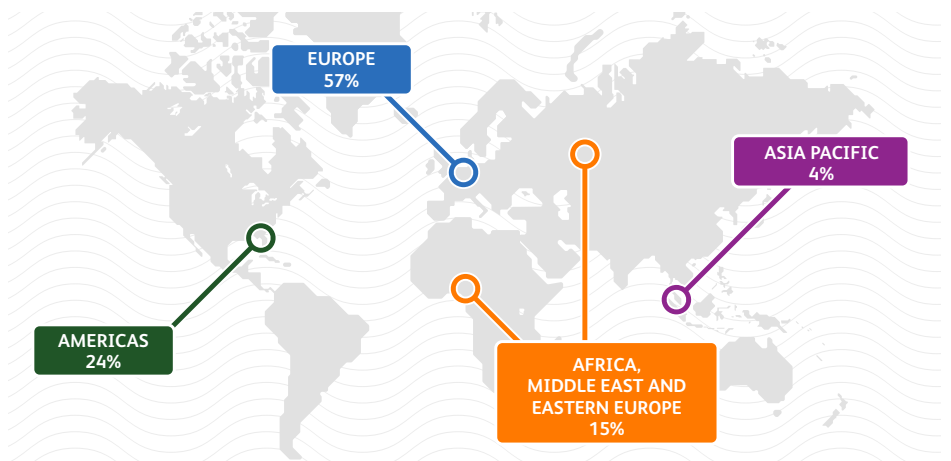 EUROPE
57%
ASIA PACIFIC
4%
AMERICAS
24%
AFRICA,
MIDDLE EAST AND
EASTERN EUROPE
15%